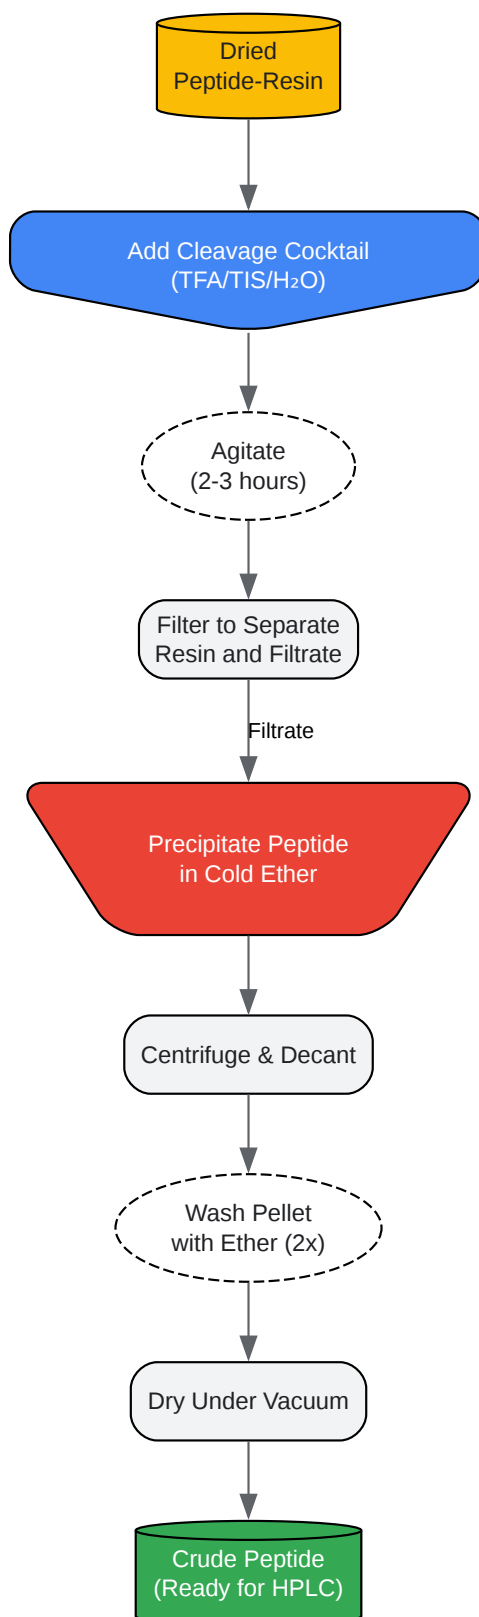 Dried
Peptide-Resin
Add Cleavage Cocktail
(TFA/TIS/H₂O)
Agitate
(2-3 hours)
Filter to Separate
Resin and Filtrate
Filtrate
Precipitate Peptide
in Cold Ether
Centrifuge & Decant
Wash Pellet
with Ether (2x)
Dry Under Vacuum
Crude Peptide
(Ready for HPLC)